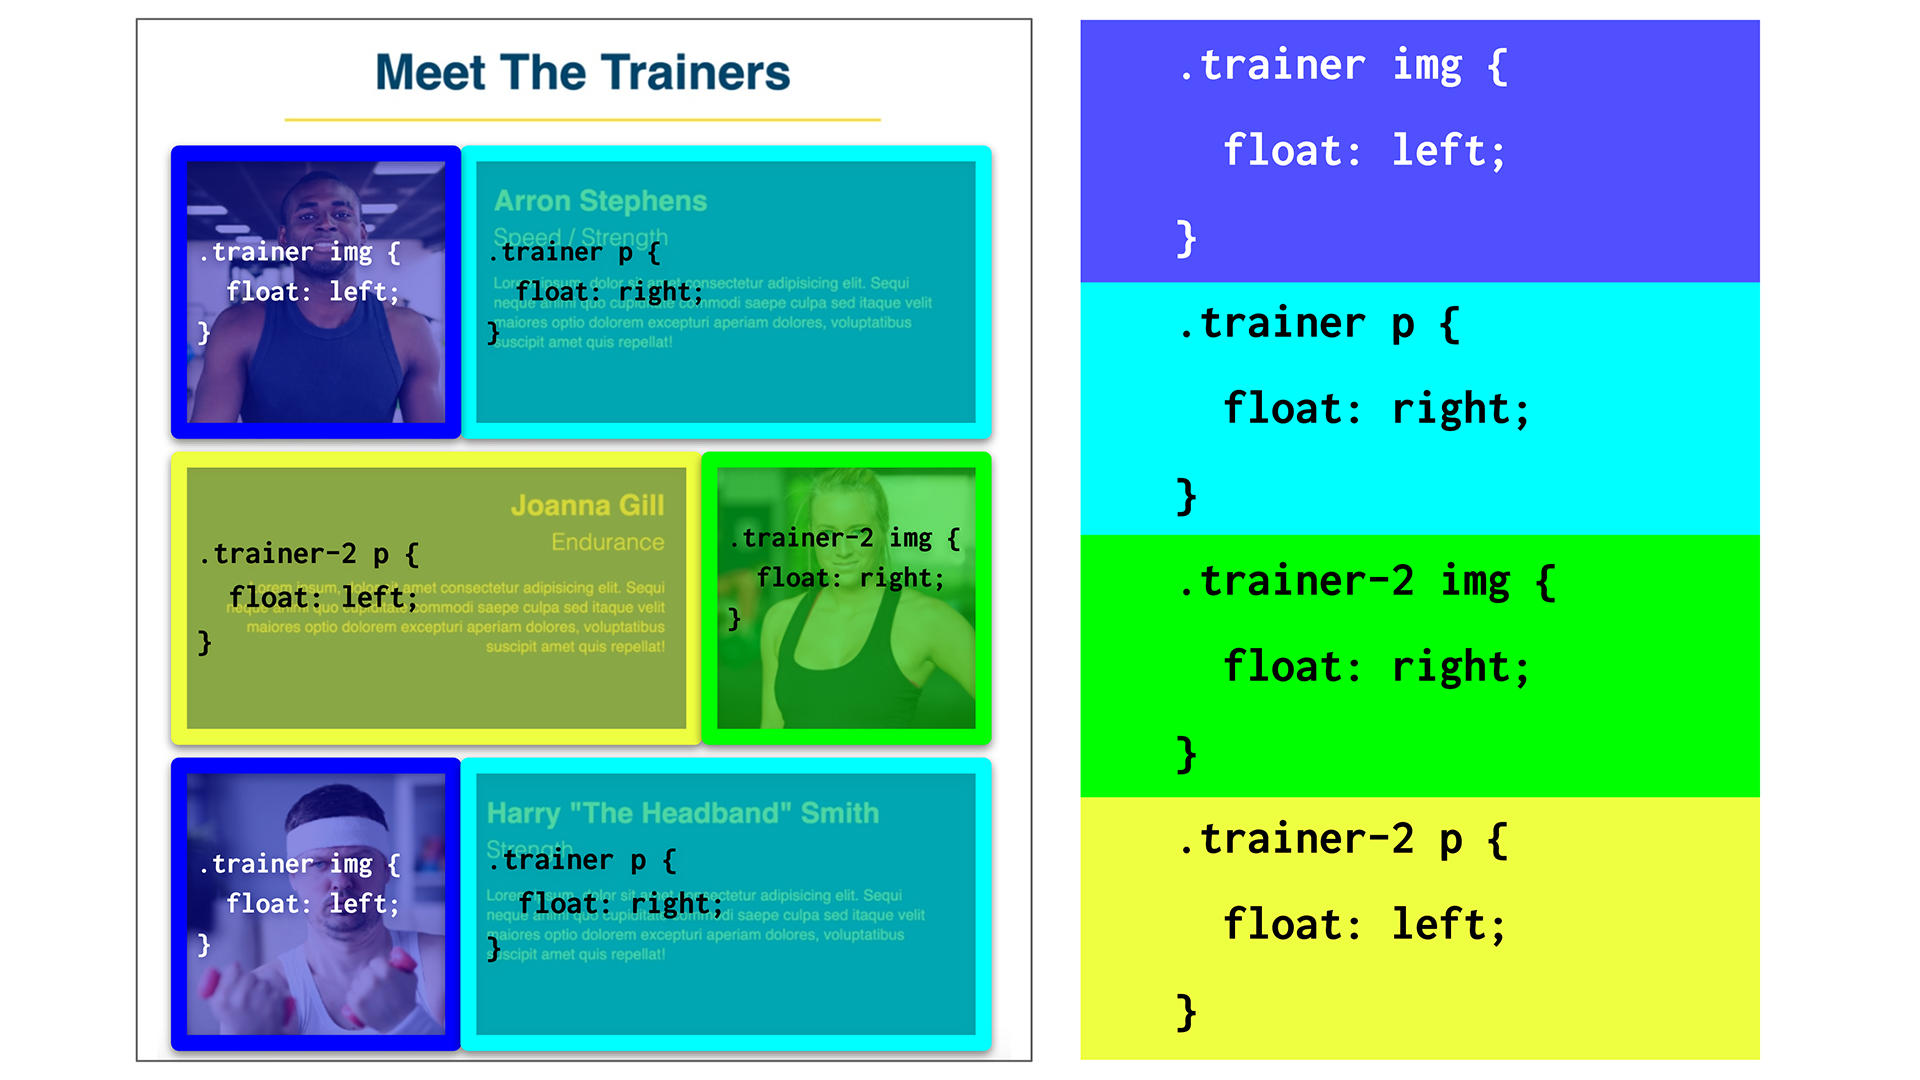 Meet The Trainers
.trainer img {
float: left;
}
Arron Stephens
Speed / Strength
.trainer p {
Lorem ipsum, dolor sit amet consectetur adipisicing elit. Sequi
float: right;
neque animi quo cupiditate commodi saepe culpa sed itaque velit
maiores optio dolorem excepturi aperiam dolores, voluptatibus
}
suscipit amet quis repellat!
Joanna Gill
Endurance
.trainer-2 p {
Lorem ipsum, dolor sit amet consectetur adipisicing elit. Sequi
float: left;
neque animi quo cupiditate commodi saepe culpa sed itaque velit
maiores optio dolorem excepturi aperiam dolores, voluptatibus
}
suscipit amet quis repellat!
.trainer-2 img {
float: right;
}
.trainer img {
float: left;
}
Harry "The Headband" Smith
Strength
.trainer p {
Lorem ipsum, dolor sit amet consectetur adipisicing elit. Sequi
float: right;
neque animi quo cupiditate commodi saepe culpa sed itaque velit
maiores optio dolorem excepturi aperiam dolores, voluptatibus
}
suscipit amet quis repellat!
.trainer img {
float: left;
}
.trainer p {
float: right;
}
.trainer-2 img {
float: right;
}
.trainer-2 p {
float: left;
}